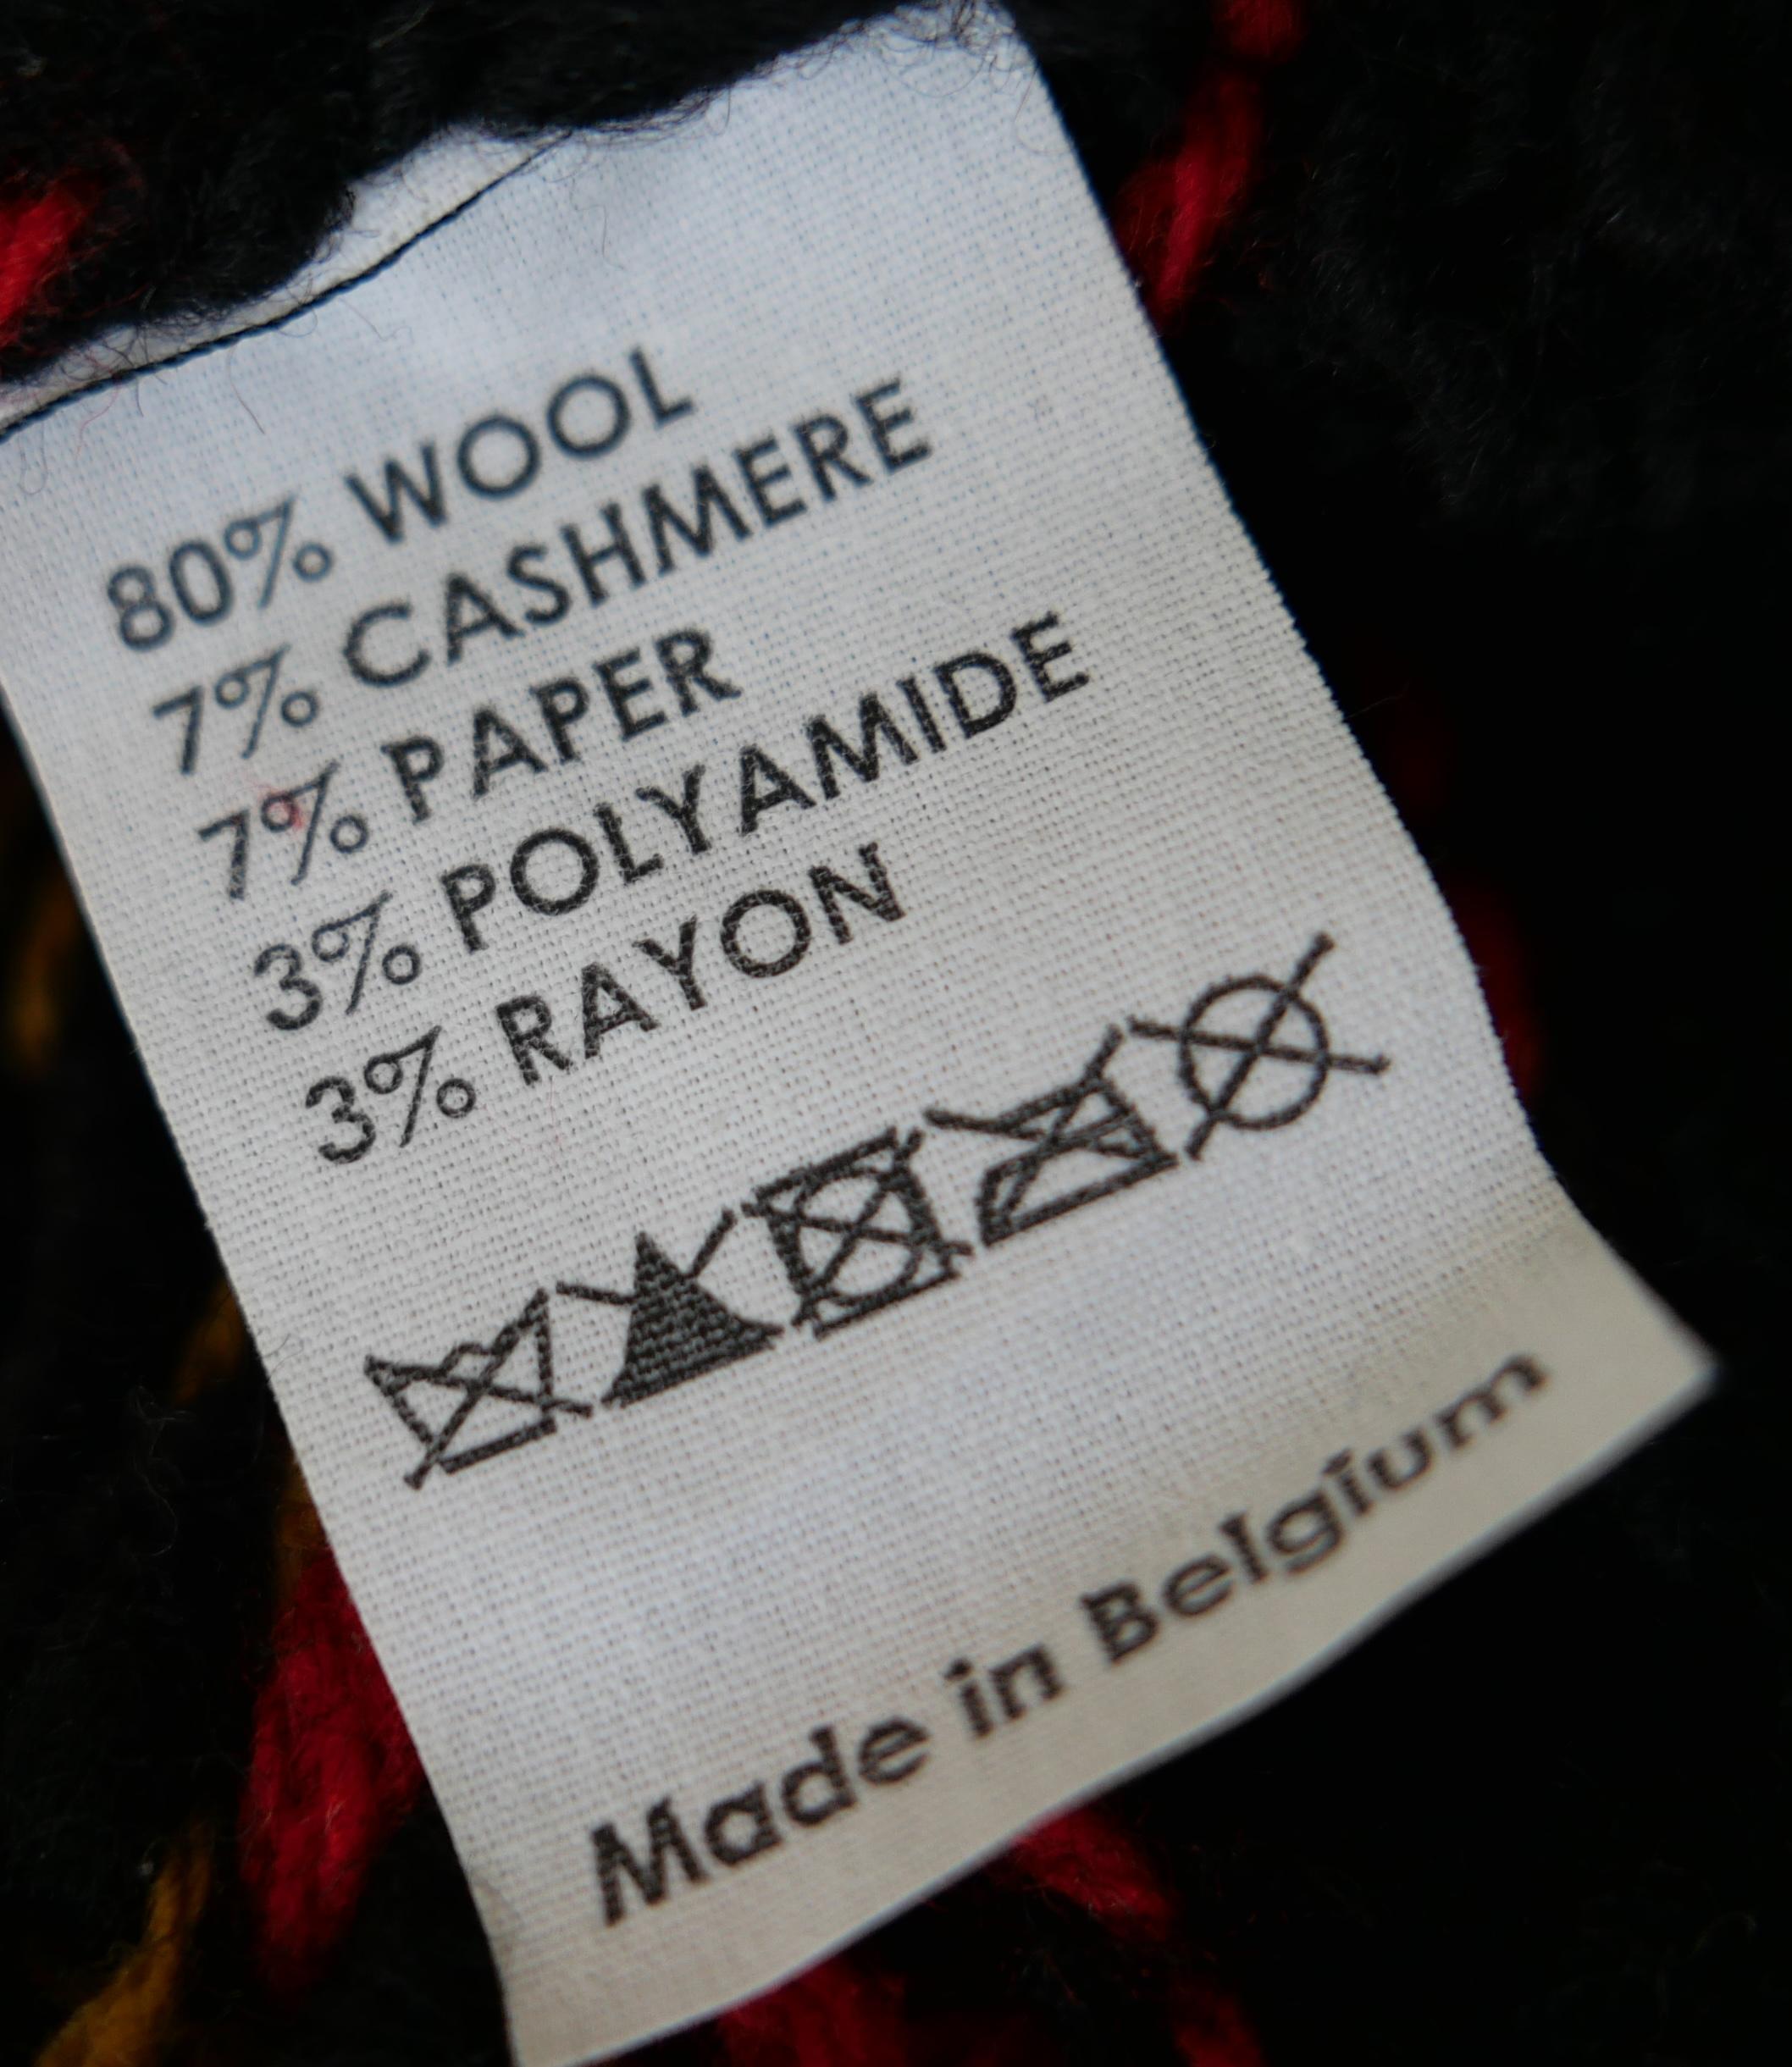 80% WOOL
7% CASHMERE
7% PAPER
3% POLYAMIDE
3% RAYON
Made in Belgium